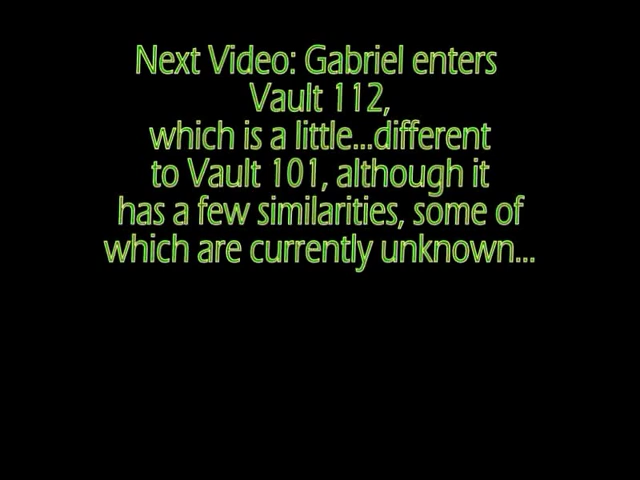 Next Video: Gabriel enters
Vault 112,
which is a little...different
to Vault 101, although it
has a few similarities, some of
which are currently unknown...